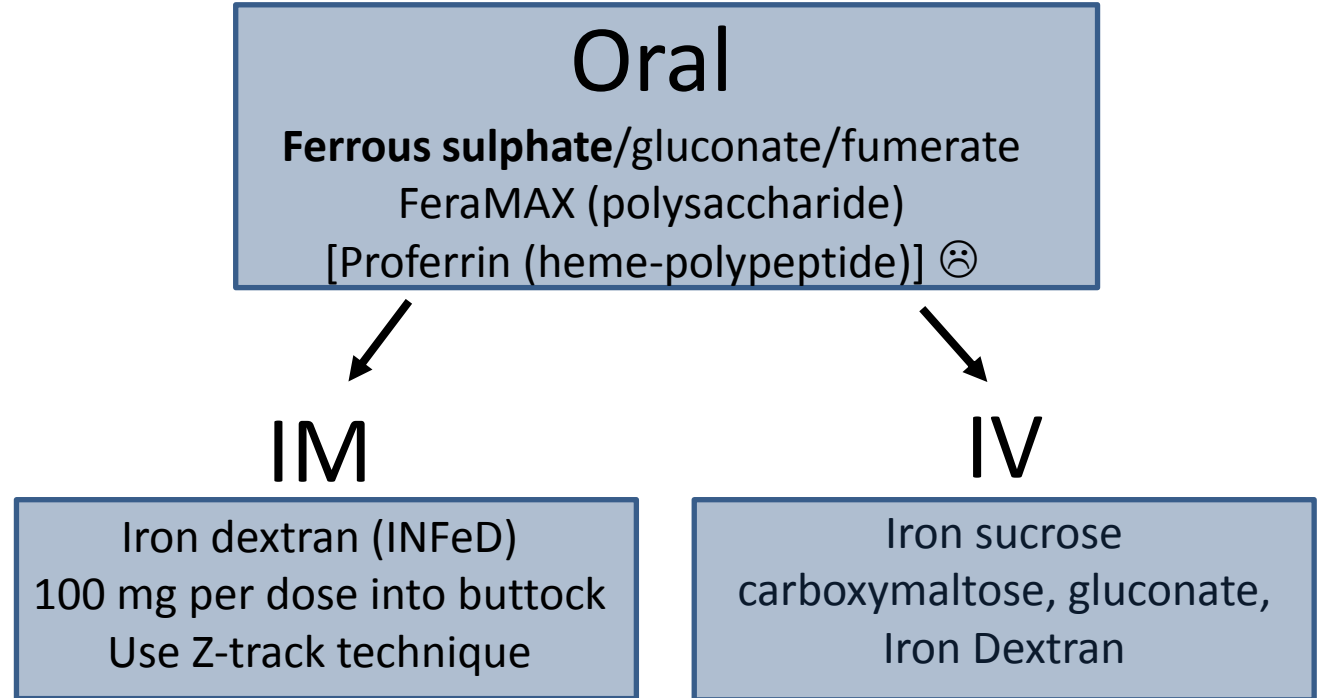 Oral
Ferrous sulphate/gluconate/fumerate
FeraMAX (polysaccharide)
[Proferrin (heme-polypeptide)] ☹
IM
Iron dextran (INFeD)
100 mg per dose into buttock
Use Z-track technique
IV
Iron sucrose
carboxymaltose, gluconate,
Iron Dextran